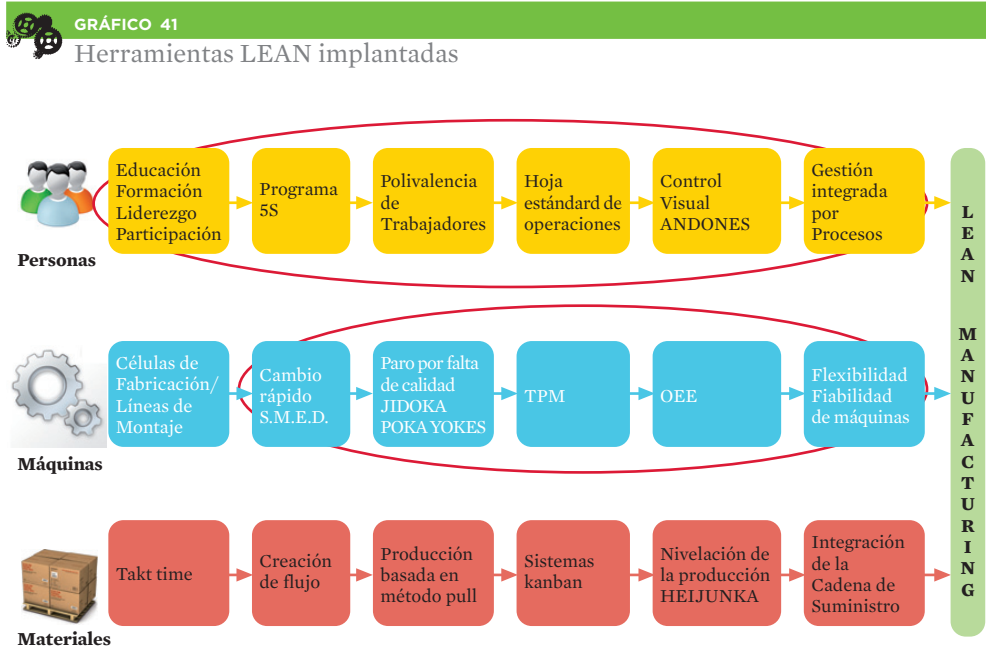 GRÁFICO 41
Herramientas LEAN implantadas
Educación
Formación
Liderezgo
Participación
Programa
5S
Polivalencia
de
Trabajadores
Hoja
estándard de
operaciones
Control
Visual
ANDONES
Gestión
integrada
por
Procesos
Personas
Células de
Fabricación/
Líneas de
Montaje
Cambio
rápido
S.M.E.D.
Paro por falta
de calidad
JIDOKA
POKA YOKES
TPM
OEE
Flexibilidad
Fiabilidad
de máquinas
Máquinas
Takt time
Creación
de flujo
Producción
basada en
método pull
Sistemas
kanban
Nivelación de
la producción
HEIJUNKA
Integración
de la
Cadena de
Suministro
Materiales
LEAN MANUFACTURING